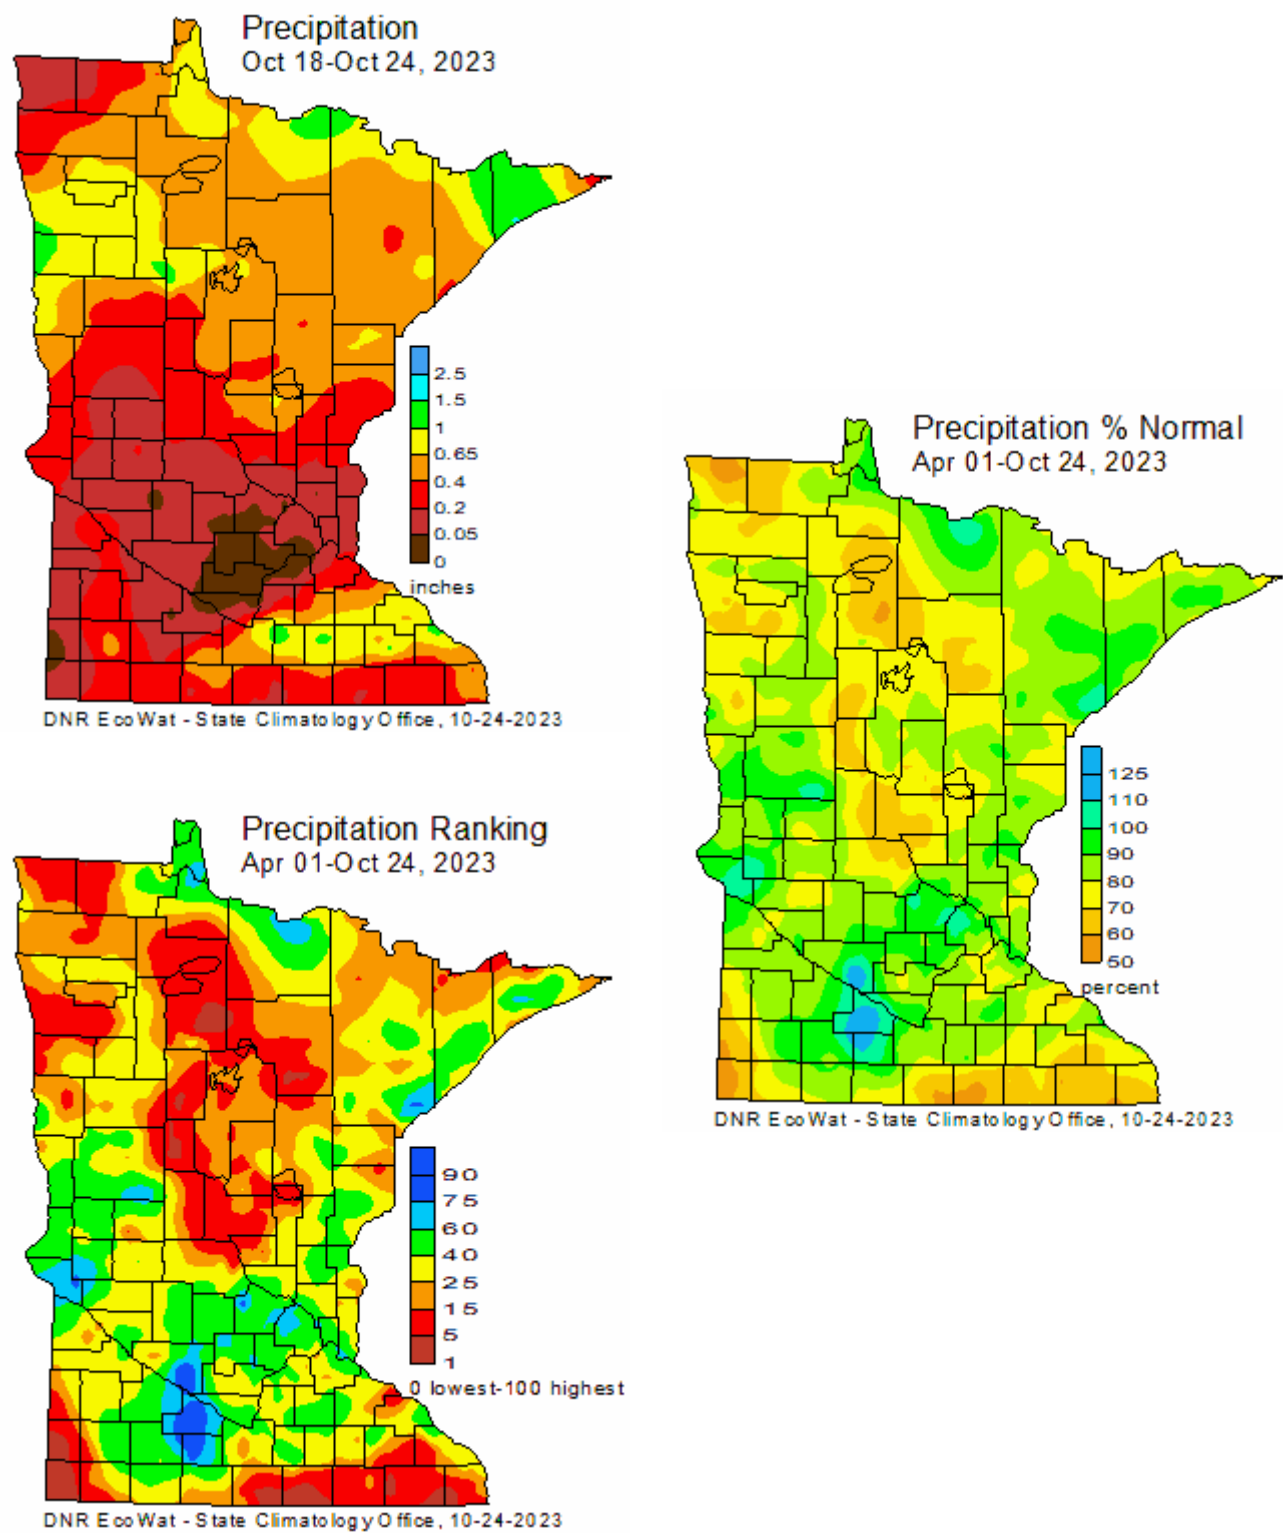 Precipitation
Oct 18-Oct 24, 2023
2.5
1.5
1
0.65
0.4
0.2
0.05
0
inches
DNR EcoWat - State Climatology Office, 10-24-2023
Precipitation % Normal
Apr 01-Oct 24, 2023
125
110
100
90
80
70
60
50
percent
DNR EcoWat - State Climatology Office, 10-24-2023
Precipitation Ranking
Apr 01-Oct 24, 2023
90
75
60
40
25
15
5
1
0 lowest-100 highest
DNR EcoWat - State Climatology Office, 10-24-2023